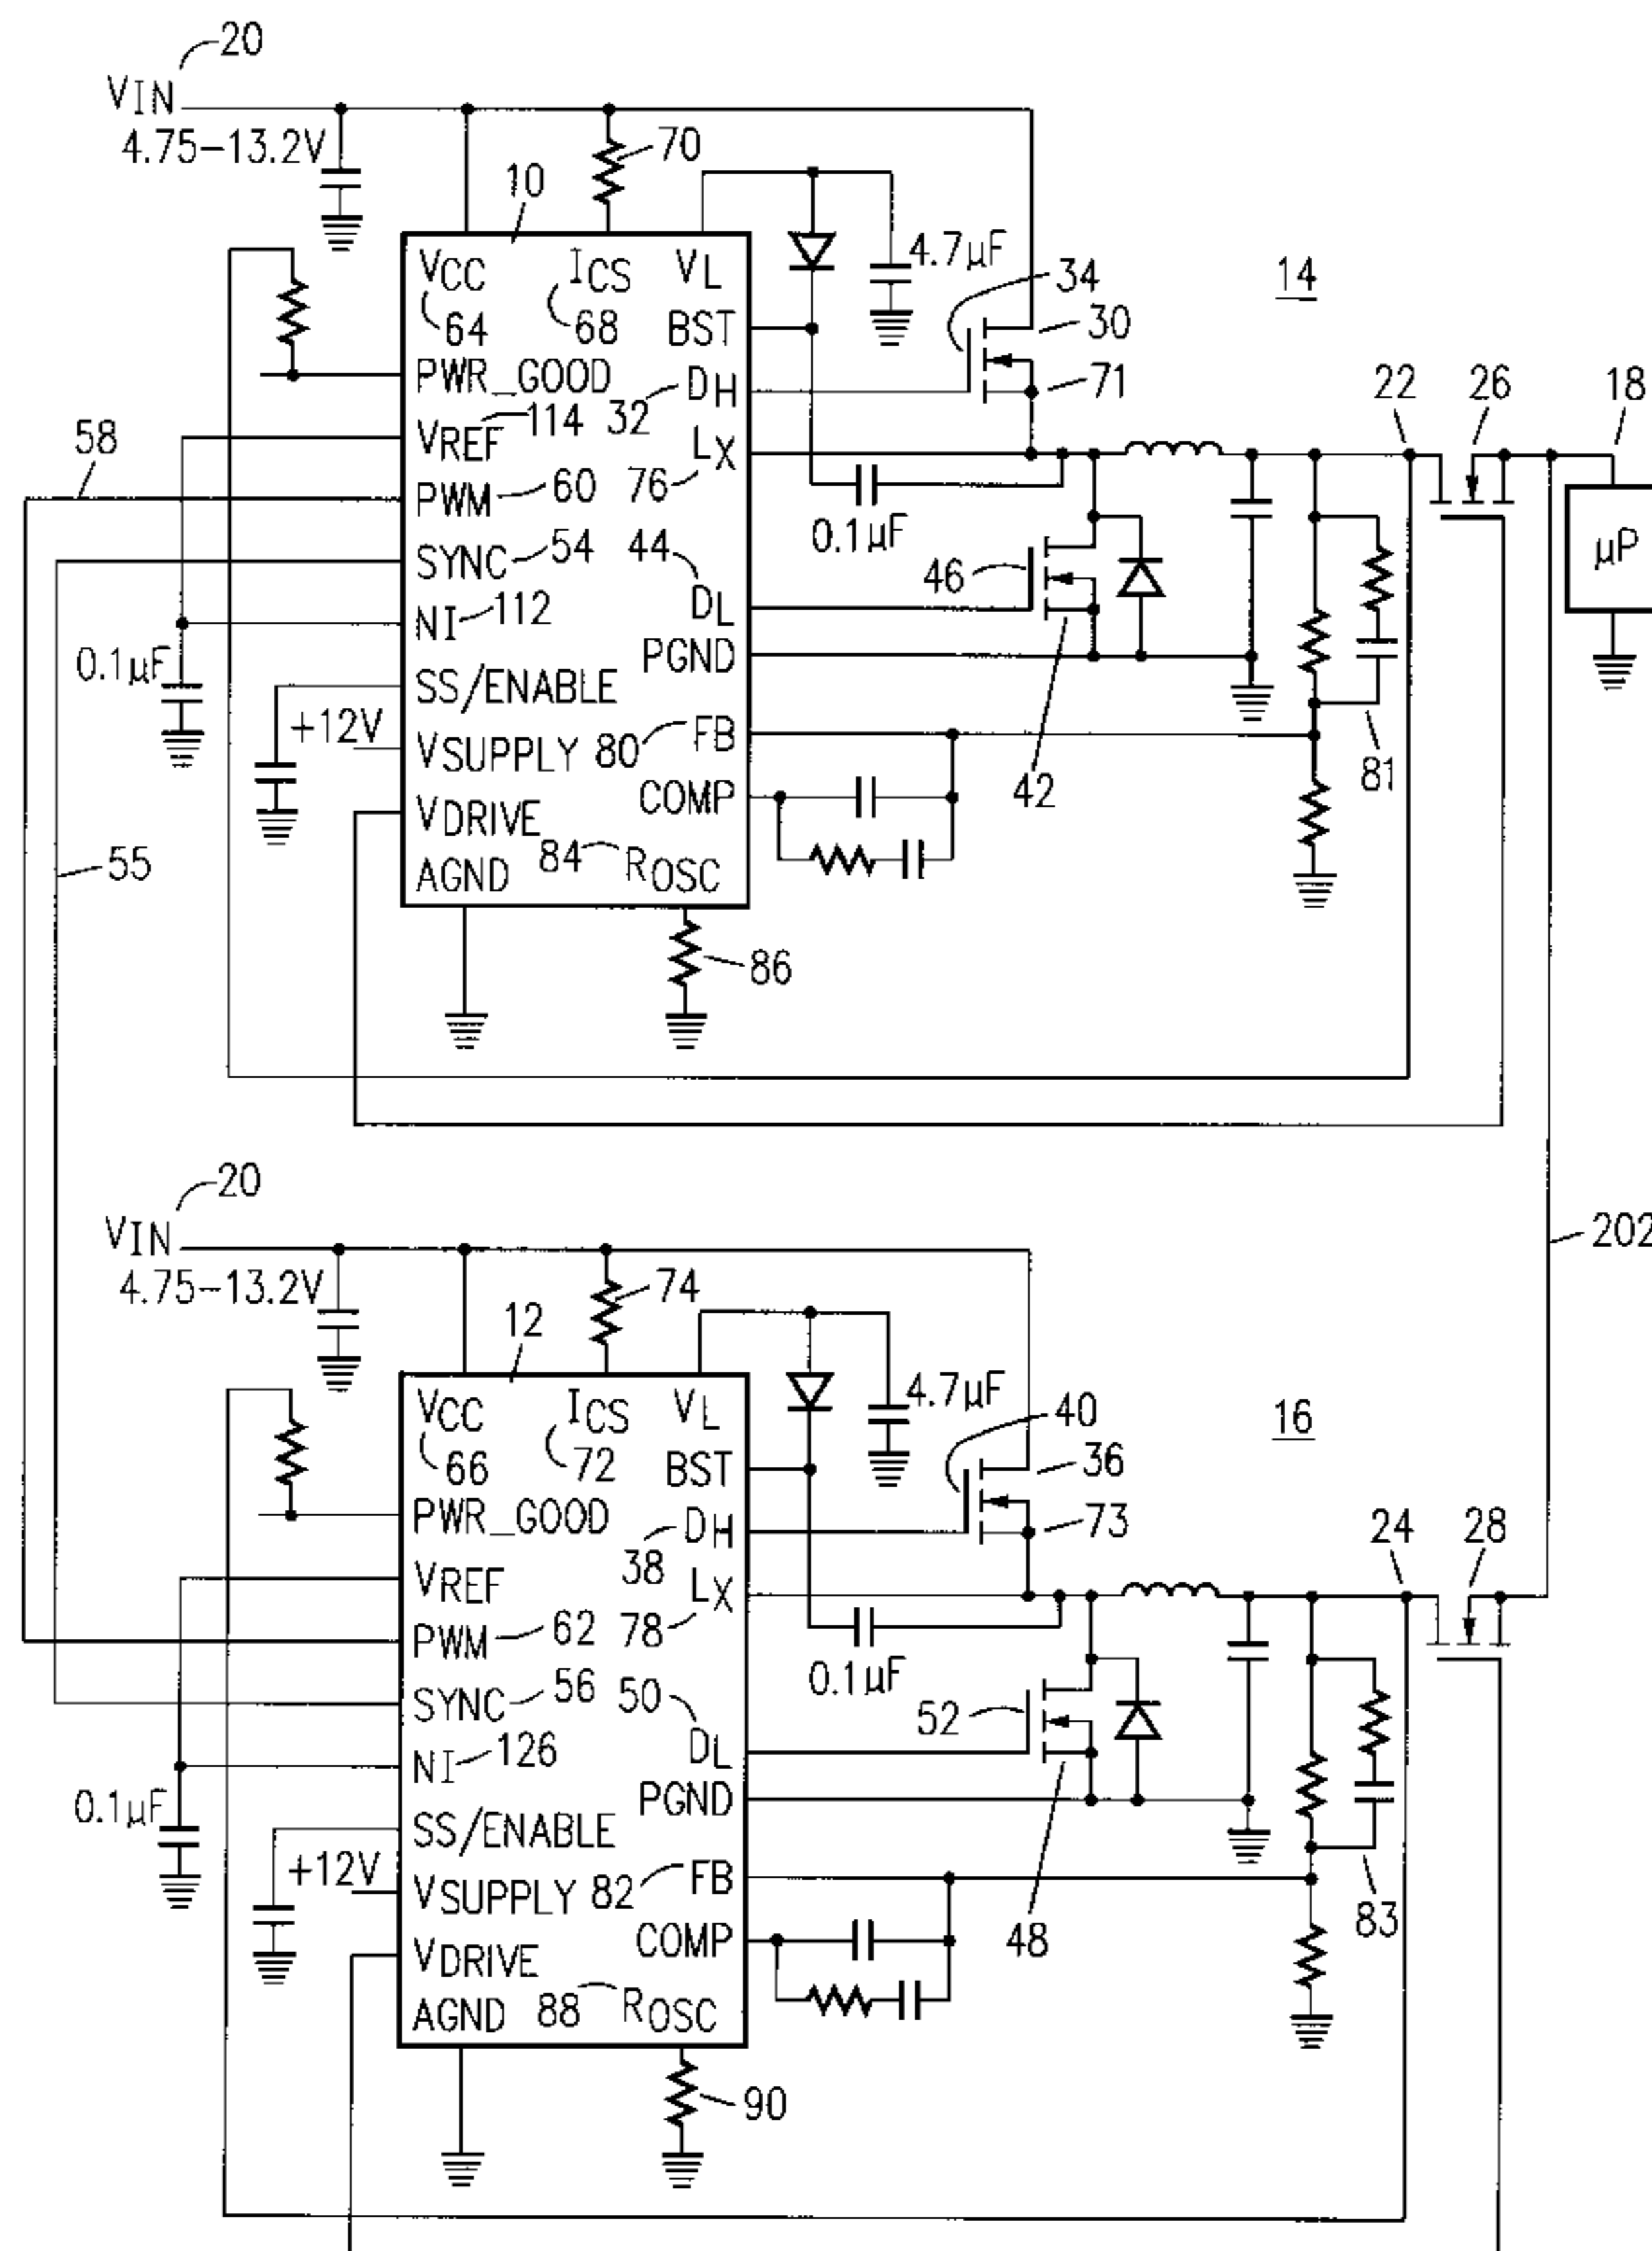 20
VIN
4.75-13.2V
70
10
4.7µF
34
14
VCC
ICS
VL
30
64
68
BST
PWR_GOOD
DH
71
22
26
18
32
58
VREF
114
LX
PWM
60
76
0.1µF
µP
SYNC
54
44
46
NI
112
DL
0.1µF
PGND
SS/ENABLE
+12V
VSUPPLY
80
FB
81
42
COMP
VDRIVE
55
84
ROSC
AGND
86
20
VIN
202
4.75-13.2V
74
12
4.7µF
40
16
VCC
ICS
VL
36
66
72
BST
PWR_GOOD
DH
73
24
28
38
VREF
LX
PWM
62
78
0.1µF
SYNC
56
50
52
NI
126
DL
0.1µF
PGND
SS/ENABLE
+12V
VSUPPLY
82
FB
83
48
COMP
VDRIVE
88
ROSC
AGND
90